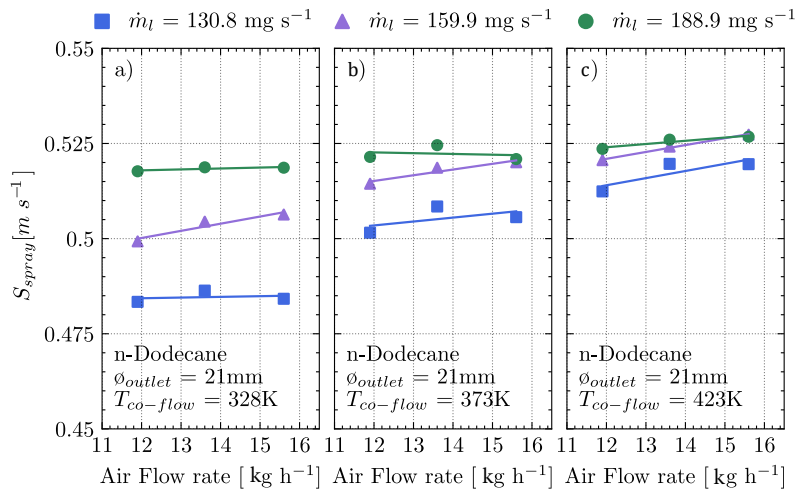 ṁ_l = 130.8 mg s⁻¹ ṁ_l = 159.9 mg s⁻¹ ṁ_l = 188.9 mg s⁻¹
0.55
0.525
0.5
0.475
0.45
S_spray[m s⁻¹]
a)
n-Dodecane
ø_outlet = 21mm
T_co−flow = 328K
11 12 13 14 15 16
Air Flow rate [ kg h⁻¹]
b)
n-Dodecane
ø_outlet = 21mm
T_co−flow = 373K
11 12 13 14 15 16
Air Flow rate [ kg h⁻¹]
c)
n-Dodecane
ø_outlet = 21mm
T_co−flow = 423K
11 12 13 14 15 16
Air Flow rate [ kg h⁻¹]